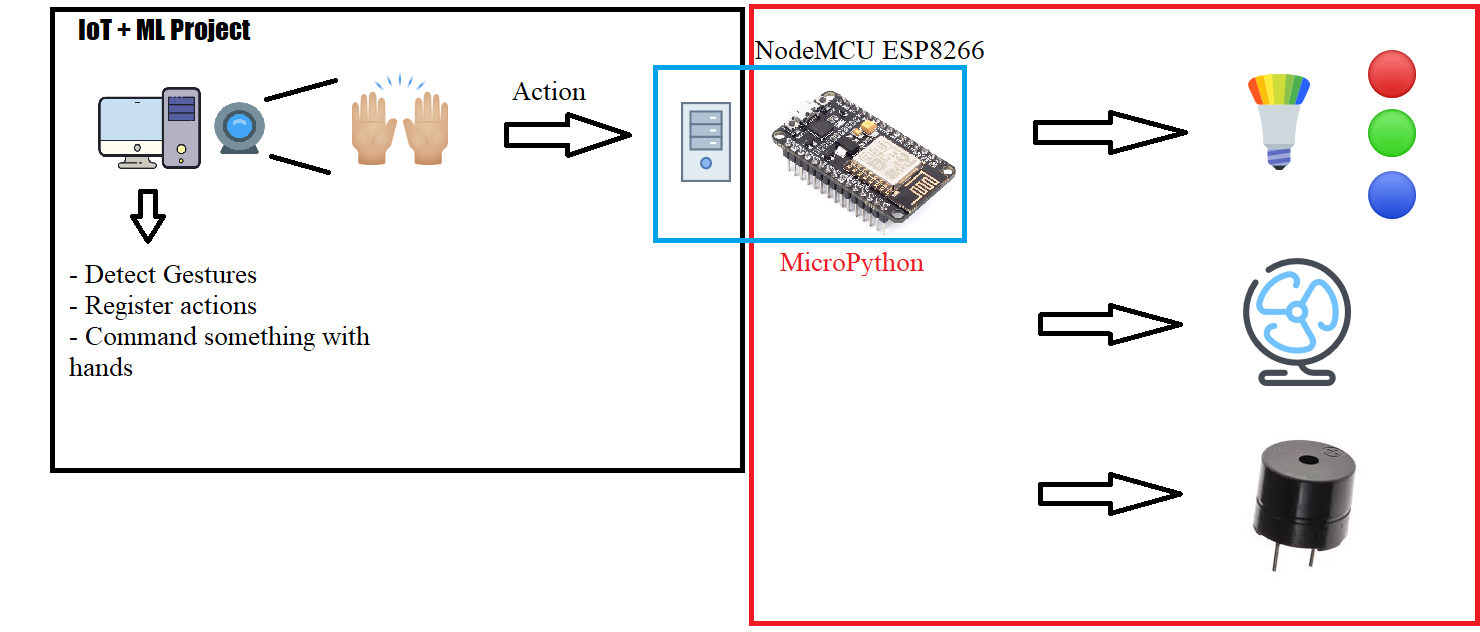 IoT + ML Project
NodeMCU ESP8266
Action
MicroPython
- Detect Gestures
- Register actions
- Command something with
hands